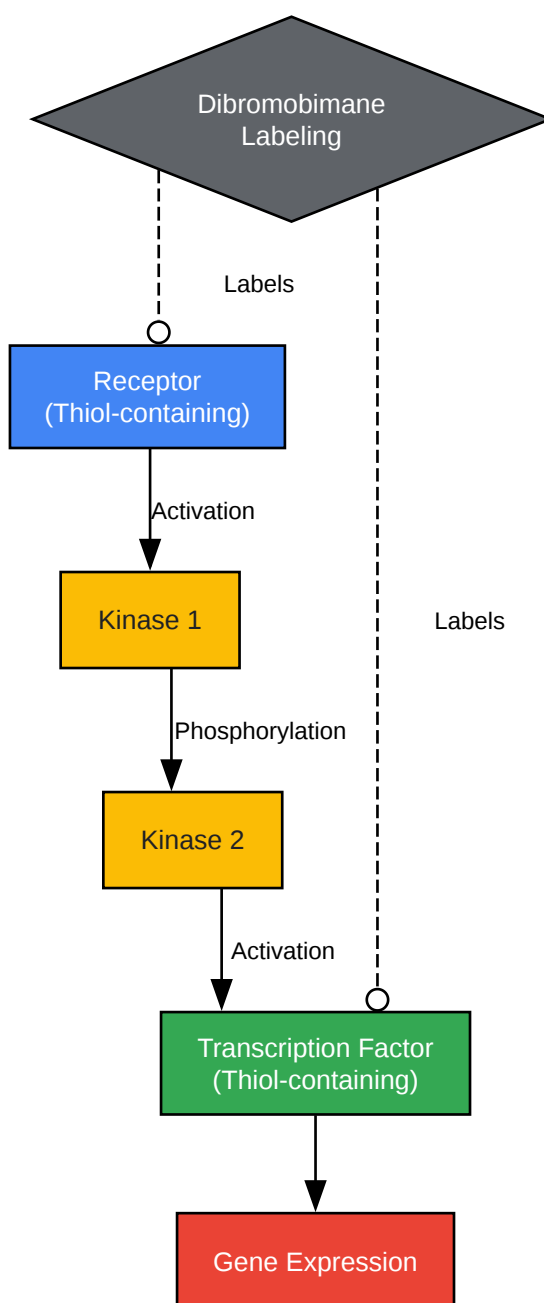 Dibromobimane
Labeling
Labels
Receptor
(Thiol-containing)
Activation
Kinase 1
Labels
Phosphorylation
Kinase 2
Activation
Transcription Factor
(Thiol-containing)
Gene Expression